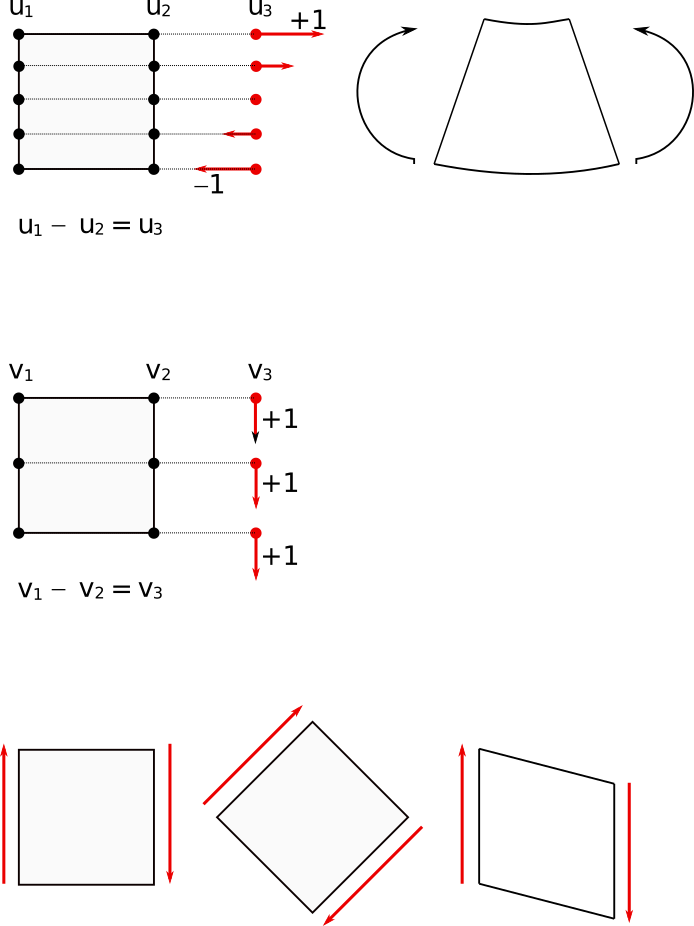 u₁ u₂ u₃
+1
−1
u₁ − u₂ = u₃
v₁ v₂ v₃
+1
+1
+1
v₁ − v₂ = v₃